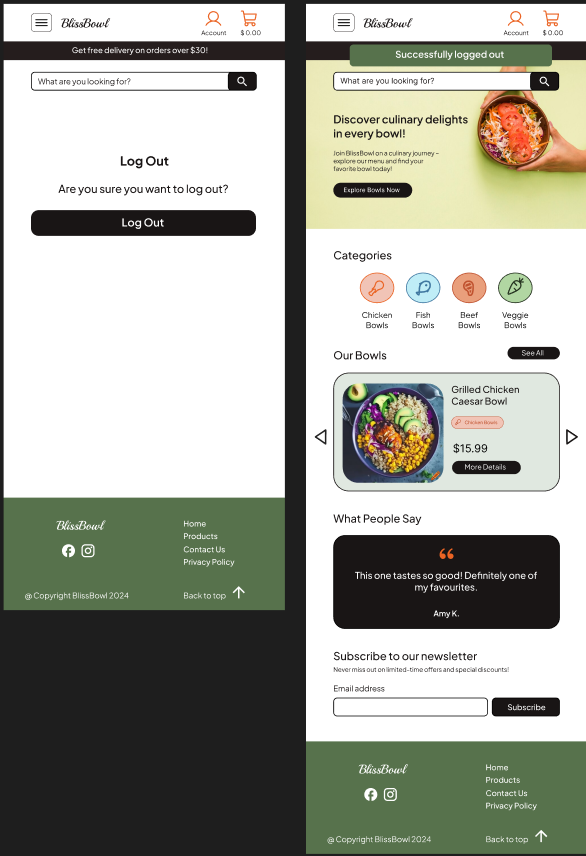 BlissBowl
Account
$ 0.00
Get free delivery on orders over $30!
What are you looking for?
Log Out
Are you sure you want to log out?
Log Out
BlissBowl
Home
Products
Contact Us
Privacy Policy
@ Copyright BlissBowl 2024
Back to top
BlissBowl
Account
$ 0.00
Successfully logged out
What are you looking for?
Discover culinary delights
in every bowl!
Join BlissBowl on a culinary journey –
explore our menu and find your
favorite bowl today!
Explore Bowls Now
Categories
Chicken
Bowls
Fish
Bowls
Beef
Bowls
Veggie
Bowls
Our Bowls
See All
Grilled Chicken
Caesar Bowl
Chicken Bowls
$15.99
More Details
What People Say
“
This one tastes so good! Definitely one of
my favourites.
Amy K.
Subscribe to our newsletter
Never miss out on limited-time offers and special discounts!
Email address
Subscribe
BlissBowl
Home
Products
Contact Us
Privacy Policy
@ Copyright BlissBowl 2024
Back to top